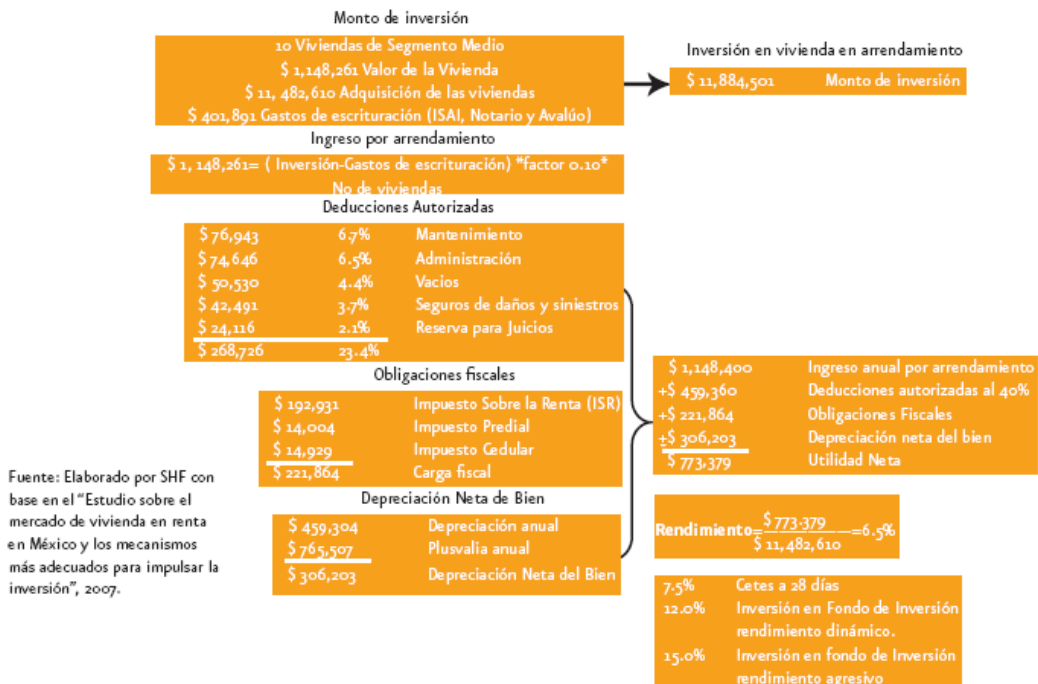 Monto de inversión
10 Viviendas de Segmento Medio
$ 1,148,261 Valor de la Vivienda
$ 11, 482,610 Adquisición de las viviendas
$ 401,891 Gastos de escrituración (ISAI, Notario y Avalúo)
Inversión en vivienda en arrendamiento
$ 11,884,501 Monto de inversión
Ingreso por arrendamiento
$ 1, 148,261= ( Inversión-Gastos de escrituración) *factor 0.10*
No de viviendas
Deducciones Autorizadas
$ 76,943 6.7% Mantenimiento
$ 74,646 6.5% Administración
$ 50,530 4.4% Vacios
$ 42,491 3.7% Seguros de daños y siniestros
$ 24,116 2.1% Reserva para Juicios
$ 268,726 23.4%
Obligaciones fiscales
$ 192,931 Impuesto Sobre la Renta (ISR)
$ 14,004 Impuesto Predial
$ 14,929 Impuesto Cedular
$ 221,864 Carga fiscal
Depreciación Neta de Bien
$ 459,304 Depreciación anual
$ 765,507 Plusvalia anual
$ 306,203 Depreciación Neta del Bien
$ 1,148,400 Ingreso anual por arrendamiento
+$ 459,360 Deducciones autorizadas al 40%
+$ 221,864 Obligaciones Fiscales
+$ 306,203 Depreciación neta del bien
$ 773,379 Utilidad Neta
Rendimiento= $ 773.379 =6.5%
$ 11,482,610
7.5% Cetes a 28 días
12.0% Inversión en Fondo de Inversión
rendimiento dinámico.
15.0% Inversión en fondo de Inversión
rendimiento agresivo
Fuente: Elaborado por SHF con
base en el "Estudio sobre el
mercado de vivienda en renta
en México y los mecanismos
más adecuados para impulsar la
inversión", 2007.